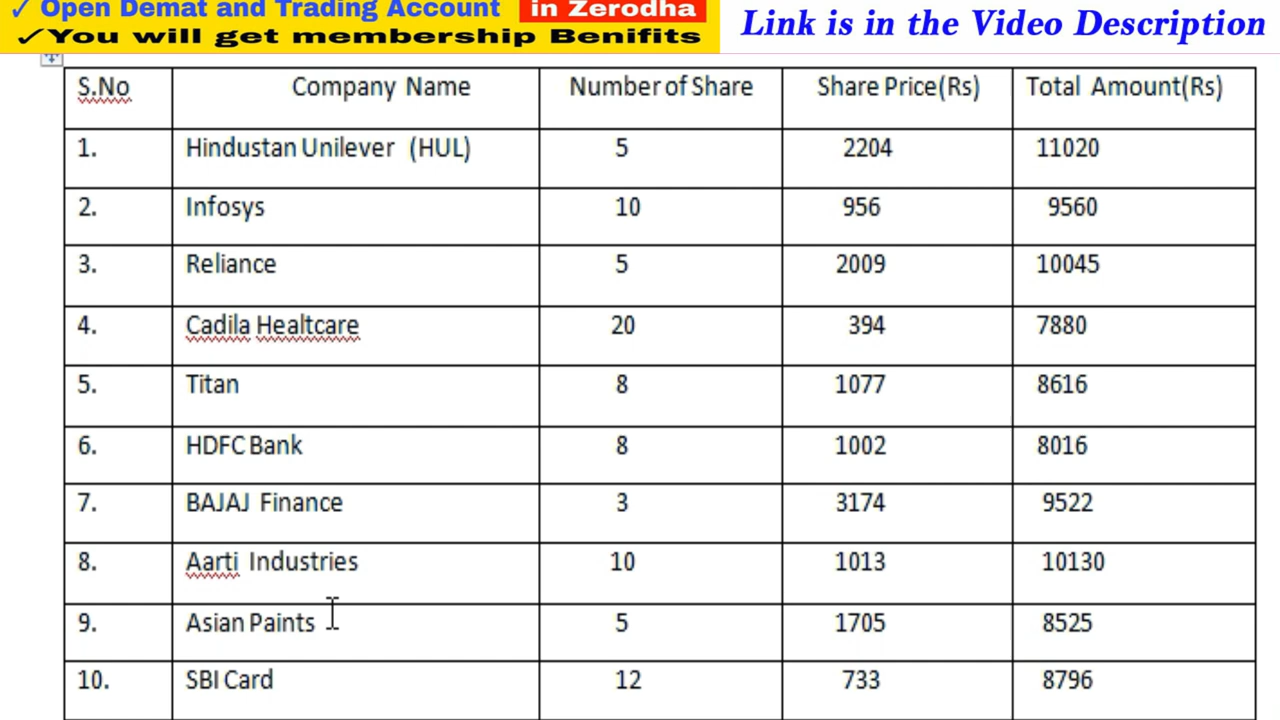 ✓ Open Demat and Trading Account in Zerodha
✓You will get membership Benifits
Link is in the Video Description
S.No Company Name Number of Share Share Price(Rs) Total Amount(Rs)
1. Hindustan Unilever (HUL) 5 2204 11020
2. Infosys 10 956 9560
3. Reliance 5 2009 10045
4. Cadila Healtcare 20 394 7880
5. Titan 8 1077 8616
6. HDFC Bank 8 1002 8016
7. BAJAJ Finance 3 3174 9522
8. Aarti Industries 10 1013 10130
9. Asian Paints 5 1705 8525
10. SBI Card 12 733 8796